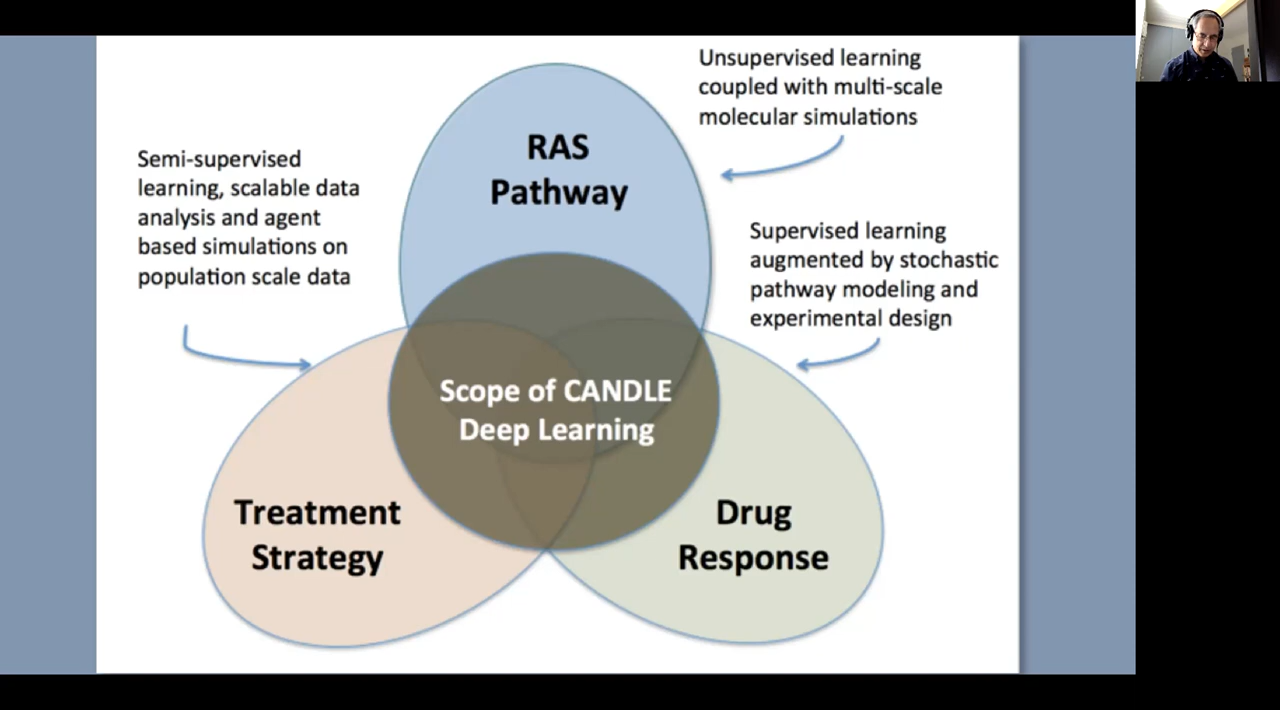 Unsupervised learning
coupled with multi-scale
molecular simulations
RAS
Pathway
Semi-supervised
learning, scalable data
analysis and agent
based simulations on
population scale data
Supervised learning
augmented by stochastic
pathway modeling and
experimental design
Scope of CANDLE
Deep Learning
Treatment
Strategy
Drug
Response